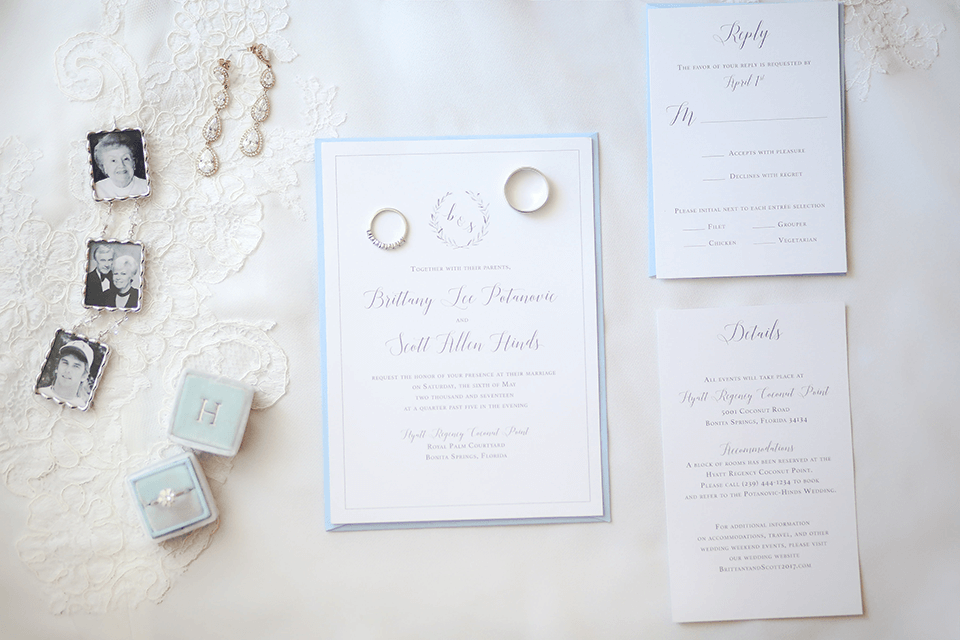 H
b & s
Together with their parents,
Brittany Lee Potanovic
and
Scott Allen Hinds
request the honor of your presence at their marriage
on Saturday, the sixth of May,
two thousand and seventeen
at a quarter past five in the evening
Hyatt Regency Coconut Point
Royal Palm Courtyard
Bonita Springs, Florida
Reply
The favor of your reply is requested by
April 1st
M
Accepts with pleasure
Declines with regret
Please initial next to each entrée selection
Filet Grouper
Chicken Vegetarian
Details
All events will take place at
Hyatt Regency Coconut Point
5001 Coconut Road
Bonita Springs, Florida 34134
Accommodations
A block of rooms has been reserved at the
Hyatt Regency Coconut Point.
Please call (239) 444-1234 to book
and refer to the Potanovic-Hinds Wedding.
For additional information
on accommodations, travel, and other
wedding weekend events, please visit
our wedding website
BrittanyandScott2017.com